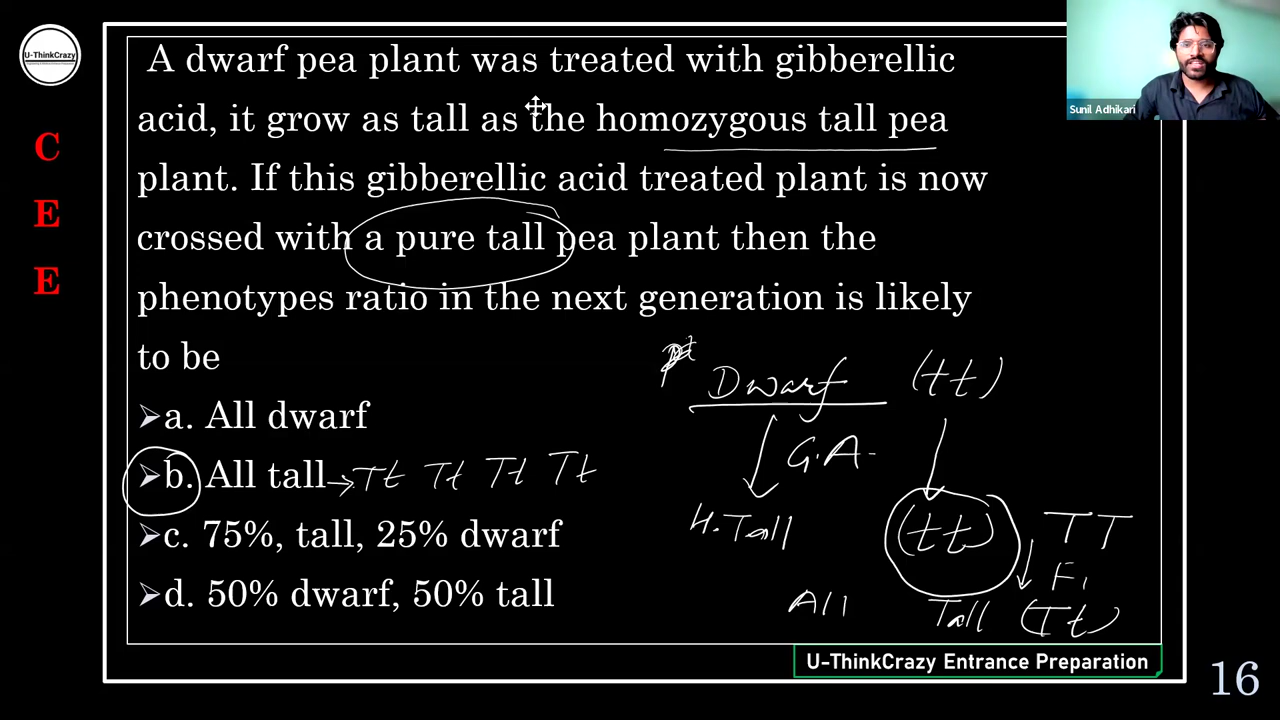 U-ThinkCrazy
C
E
E
A dwarf pea plant was treated with gibberellic
acid, it grow as tall as the homozygous tall pea
plant. If this gibberellic acid treated plant is now
crossed with a pure tall pea plant then the
phenotypes ratio in the next generation is likely
to be
➢a. All dwarf
➢b. All tall → Tt Tt Tt Tt
➢c. 75%, tall, 25% dwarf
➢d. 50% dwarf, 50% tall
Dwarf (tt)
G.A.
H. Tall (tt) TT
F1
All Tall (Tt)
U-ThinkCrazy Entrance Preparation
16
Sunil Adhikari